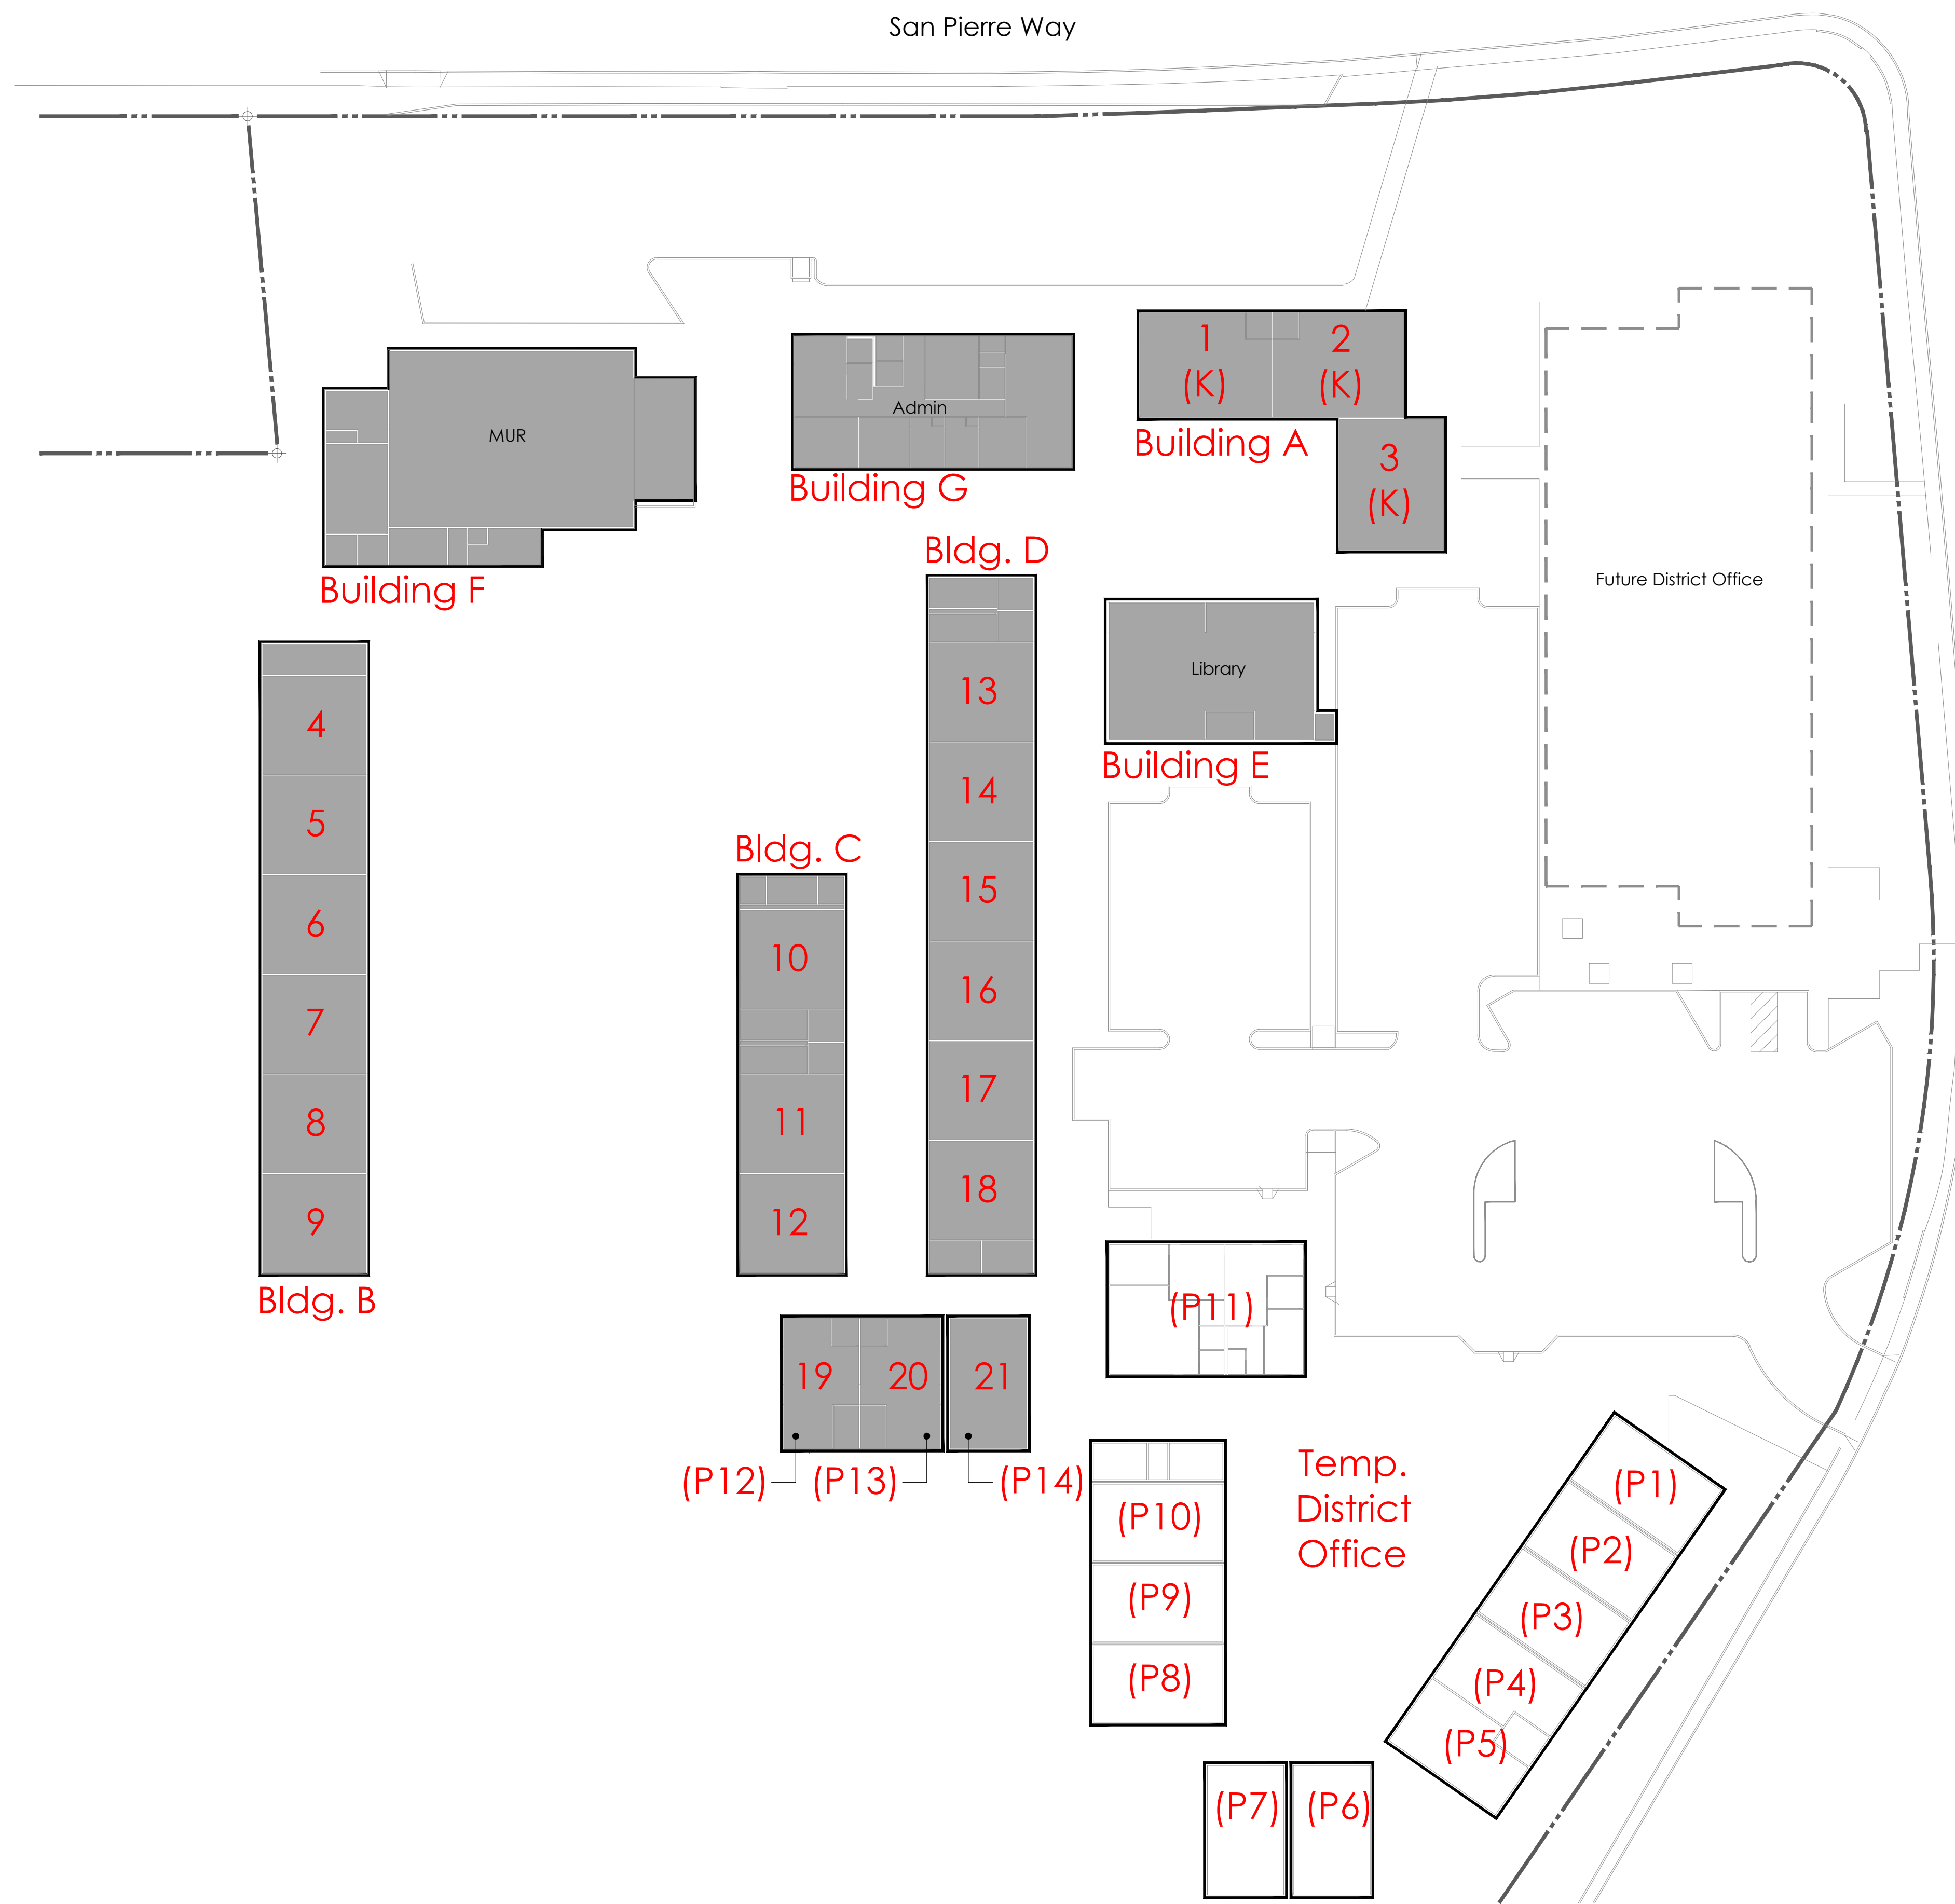 San Pierre Way
1
(K)
2
(K)
3
(K)
Building A
Admin
Building G
MUR
Building F
Bldg. D
13
14
15
16
17
18
Library
Building E
Future District Office
4
5
6
7
8
9
Bldg. B
Bldg. C
10
11
12
19
20
21
(P12)
(P13)
(P14)
(P11)
(P10)
(P9)
(P8)
Temp.
District
Office
(P1)
(P2)
(P3)
(P4)
(P5)
(P7)
(P6)